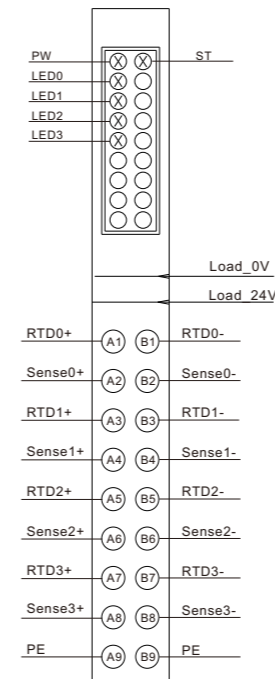 PW ST
LED0
LED1
LED2
LED3
Load_0V
Load_24V
RTD0+ A1 B1 RTD0-
Sense0+ A2 B2 Sense0-
RTD1+ A3 B3 RTD1-
Sense1+ A4 B4 Sense1-
RTD2+ A5 B5 RTD2-
Sense2+ A6 B6 Sense2-
RTD3+ A7 B7 RTD3-
Sense3+ A8 B8 Sense3-
PE A9 B9 PE